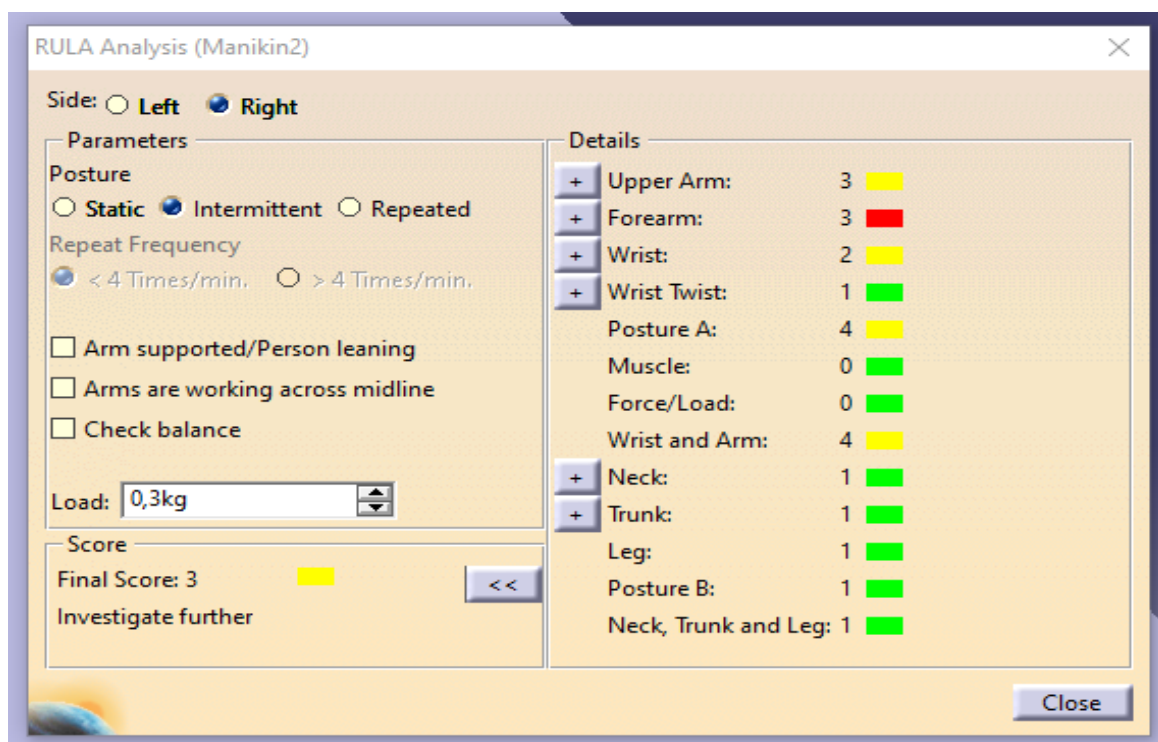 RULA Analysis (Manikin2)
Side: Left Right
Parameters
Posture
Static Intermittent Repeated
Repeat Frequency
< 4 Times/min. > 4 Times/min.
Arm supported/Person leaning
Arms are working across midline
Check balance
Load: 0,3kg
Score
Final Score: 3
<<
Investigate further
Details
+ Upper Arm: 3
+ Forearm: 3
+ Wrist: 2
+ Wrist Twist: 1
Posture A: 4
Muscle: 0
Force/Load: 0
Wrist and Arm: 4
+ Neck: 1
+ Trunk: 1
Leg: 1
Posture B: 1
Neck, Trunk and Leg: 1
Close